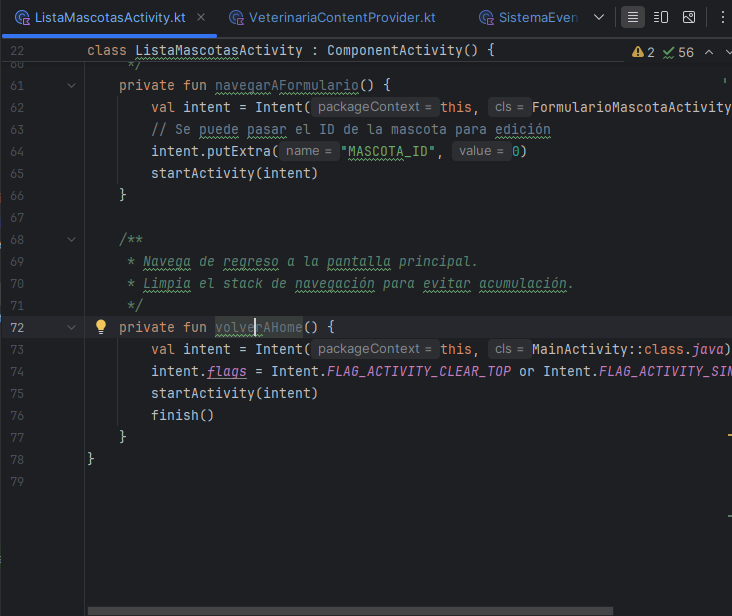 ListaMascotasActivity.kt
VeterinariaContentProvider.kt
SistemaEven
22 class ListaMascotasActivity : ComponentActivity() {
2 56
60 */
61 private fun navegarAFormulario() {
62 val intent = Intent( packageContext = this, cls = FormularioMascotaActivity
63 // Se puede pasar el ID de la mascota para edición
64 intent.putExtra( name = "MASCOTA_ID", value = 0)
65 startActivity(intent)
66 }
67
68 /**
69 * Navega de regreso a la pantalla principal.
70 * Limpia el stack de navegación para evitar acumulación.
71 */
72 private fun volverAHome() {
73 val intent = Intent( packageContext = this, cls = MainActivity::class.java)
74 intent.flags = Intent.FLAG_ACTIVITY_CLEAR_TOP or Intent.FLAG_ACTIVITY_SIN
75 startActivity(intent)
76 finish()
77 }
78 }
79